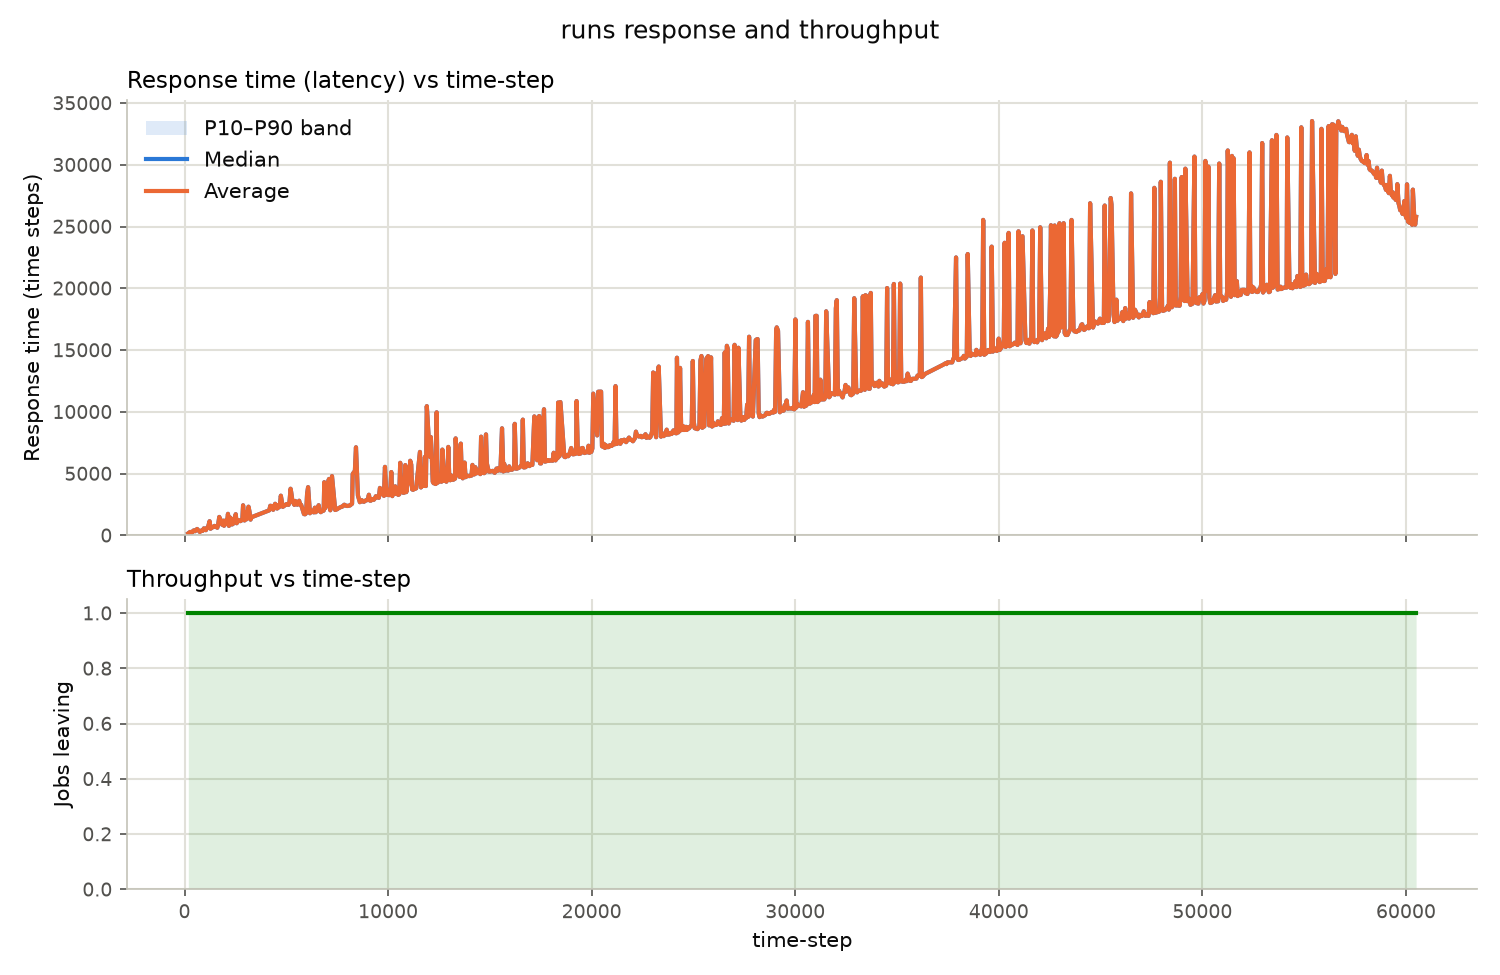 runs response and throughput
Response time (latency) vs time-step
35000
30000
25000
20000
15000
10000
5000
0
Response time (time steps)
P10–P90 band
Median
Average
Throughput vs time-step
1.0
0.8
0.6
0.4
0.2
0.0
Jobs leaving
0 10000 20000 30000 40000 50000 60000
time-step